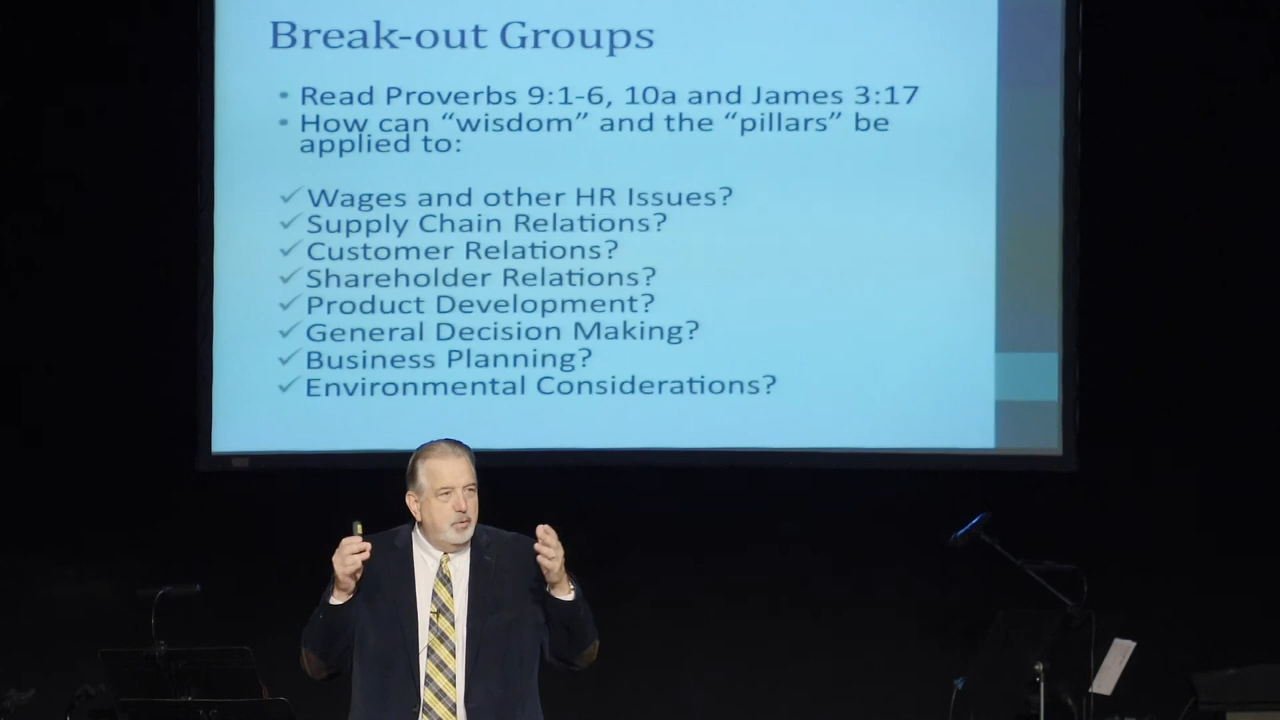 Break-out Groups
• Read Proverbs 9:1-6, 10a and James 3:17
• How can “wisdom” and the “pillars” be
applied to:
✓ Wages and other HR Issues?
✓ Supply Chain Relations?
✓ Customer Relations?
✓ Shareholder Relations?
✓ Product Development?
✓ General Decision Making?
✓ Business Planning?
✓ Environmental Considerations?